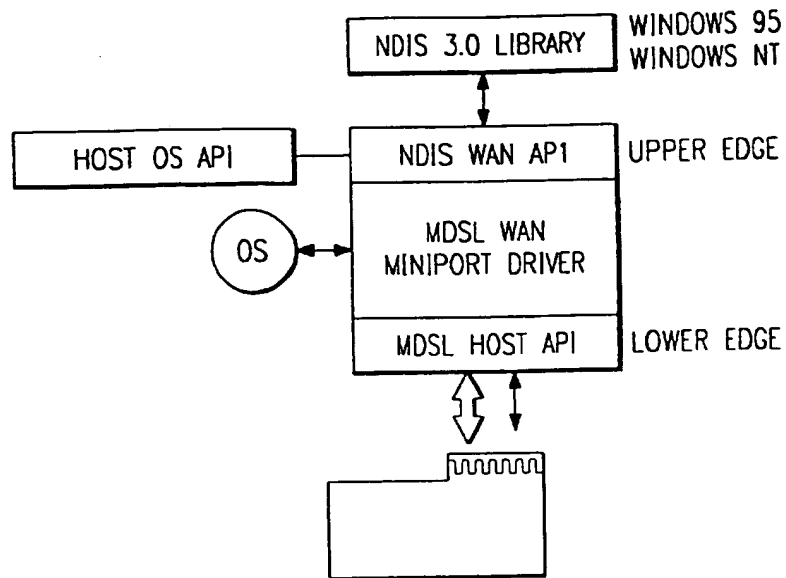 NDIS 3.0 LIBRARY
WINDOWS 95
WINDOWS NT
HOST OS API
NDIS WAN AP1
UPPER EDGE
OS
MDSL WAN
MINIPORT DRIVER
MDSL HOST API
LOWER EDGE